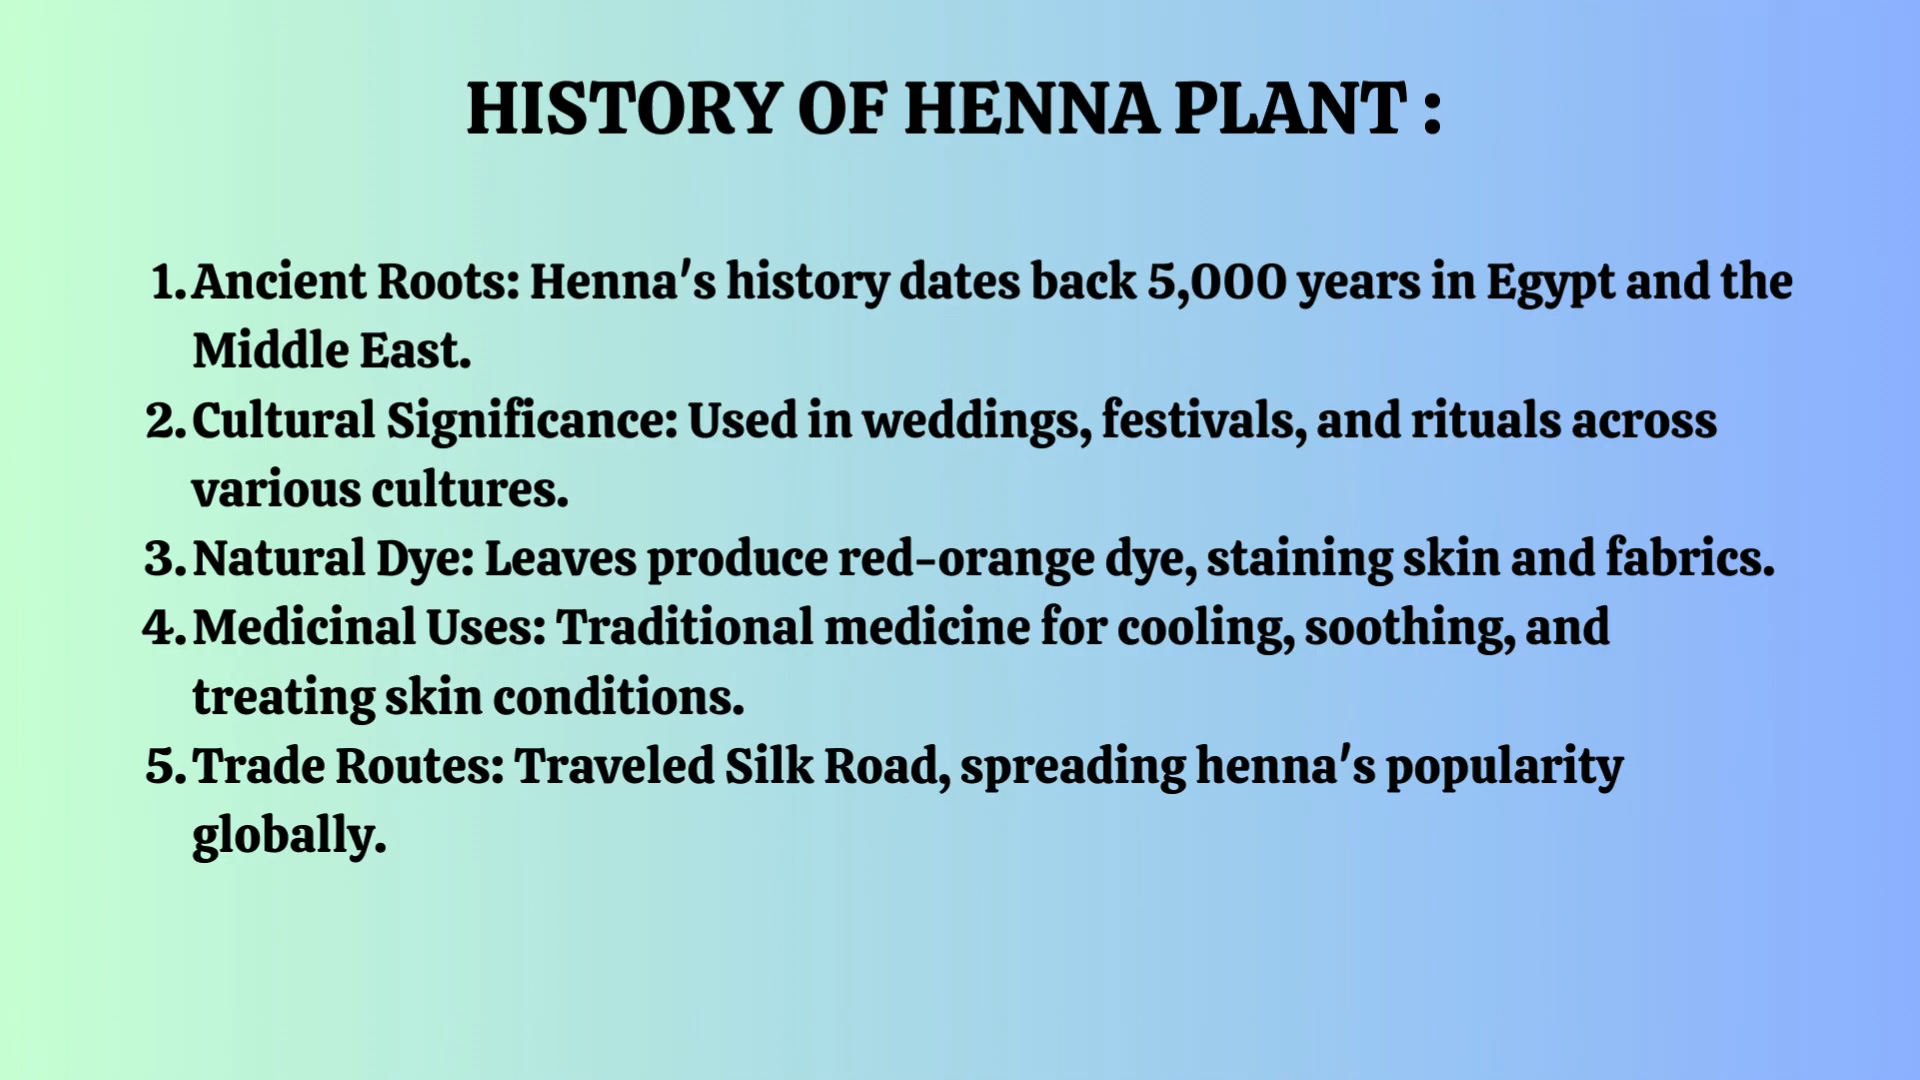 HISTORY OF HENNA PLANT :
1. Ancient Roots: Henna's history dates back 5,000 years in Egypt and the
Middle East.
2. Cultural Significance: Used in weddings, festivals, and rituals across
various cultures.
3. Natural Dye: Leaves produce red-orange dye, staining skin and fabrics.
4. Medicinal Uses: Traditional medicine for cooling, soothing, and
treating skin conditions.
5. Trade Routes: Traveled Silk Road, spreading henna's popularity
globally.